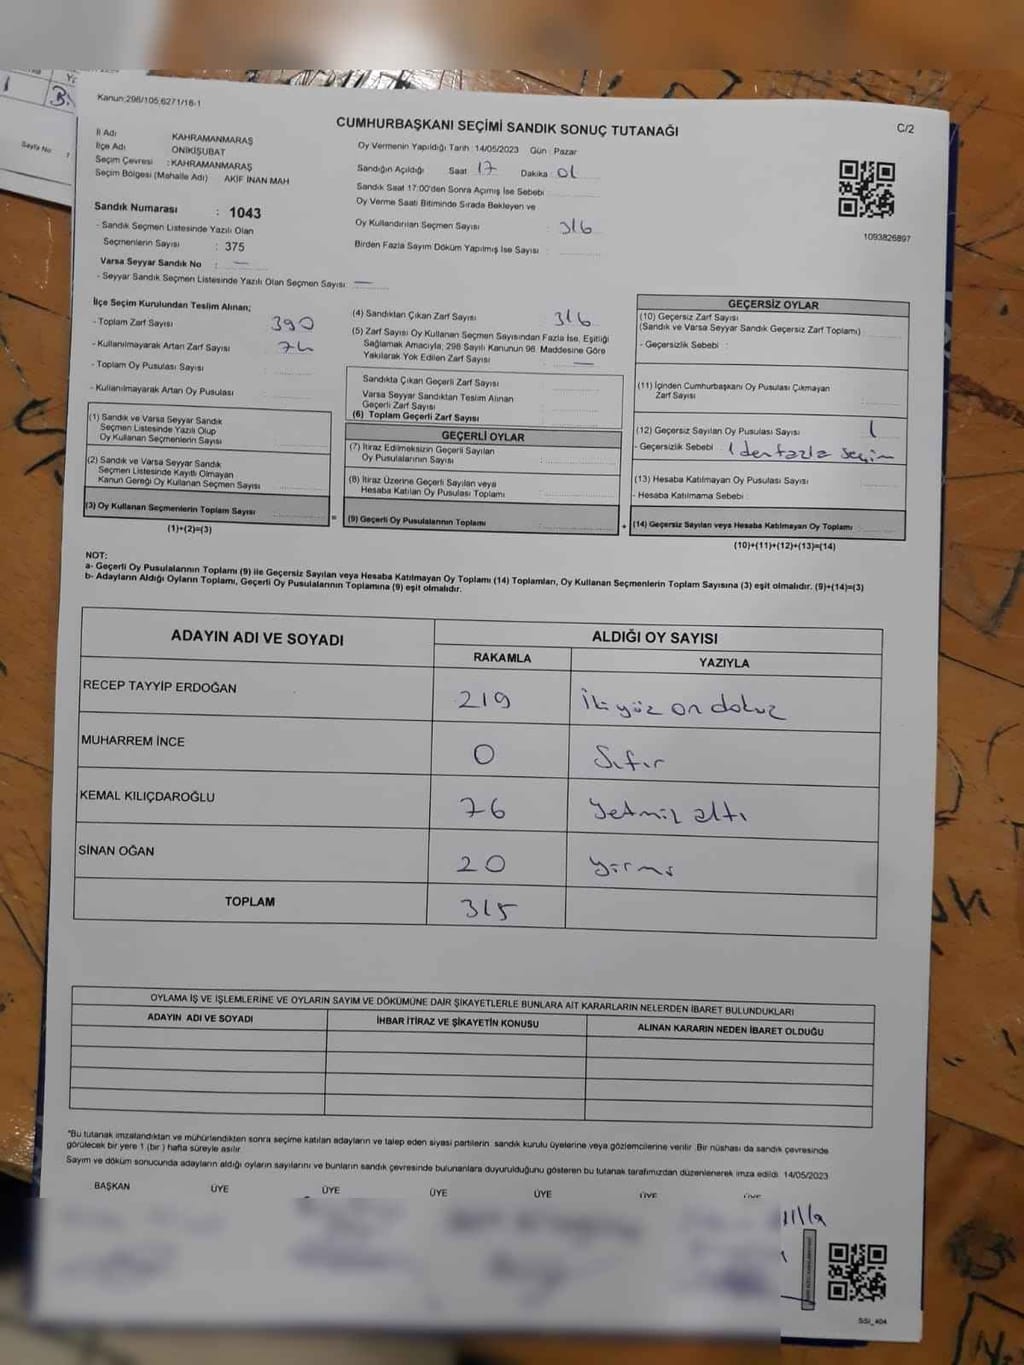 Kanun:298/105,6271/18-1
CUMHURBAŞKANI SEÇİMİ SANDIK SONUÇ TUTANAĞI
C/2
İl Adı KAHRAMANMARAŞ
İlçe Adı ONİKİŞUBAT
Seçim Çevresi : KAHRAMANMARAŞ
Seçim Bölgesi (Mahalle Adı) AKİF İNAN MAH
Sandık Numarası : 1043
- Sandık Seçmen Listesinde Yazılı Olan
Seçmenlerin Sayısı : 375
Varsa Seyyar Sandık No : —
- Seyyar Sandık Seçmen Listesinde Yazılı Olan Seçmen Sayısı: —
Oy Vermenin Yapıldığı Tarih : 14/05/2023 Gün : Pazar
Sandığın Açıldığı Saat 17 Dakika 01
Sandık Saat 17:00'den Sonra Açımış İse Sebebi
Oy Verme Saati Bitiminde Sırada Bekleyen ve
Oy Kullandırılan Seçmen Sayısı : 316
Birden Fazla Sayım Döküm Yapılmış İse Sayısı :
1093826897
İlçe Seçim Kurulundan Teslim Alınan;
- Toplam Zarf Sayısı 390
- Kullanılmayarak Artan Zarf Sayısı 74
- Toplam Oy Pusulası Sayısı :
- Kullanılmayarak Artan Oy Pusulası
(1) Sandık ve Varsa Seyyar Sandık
Seçmen Listesinde Yazılı Olup
Oy Kullanan Seçmenlerin Sayısı
(2) Sandık ve Varsa Seyyar Sandık
Seçmen Listesinde Kayıtlı Olmayan
Kanun Gereği Oy Kullanan Seçmen Sayısı
(3) Oy Kullanan Seçmenlerin Toplam Sayısı
(1)+(2)=(3)
=
(4) Sandıktan Çıkan Zarf Sayısı 316
(5) Zarf Sayısı Oy Kullanan Seçmen Sayısından Fazla İse, Eşitliği
Sağlamak Amacıyla; 298 Sayılı Kanunun 98. Maddesine Göre
Yakılarak Yok Edilen Zarf Sayısı —
Sandıkta Çıkan Geçerli Zarf Sayısı
Varsa Seyyar Sandıktan Teslim Alınan
Geçerli Zarf Sayısı
(6) Toplam Geçerli Zarf Sayısı
GEÇERLİ OYLAR
(7) İtiraz Edilmeksizin Geçerli Sayılan
Oy Pusulalarının Sayısı :
(8) İtiraz Üzerine Geçerli Sayılan veya
Hesaba Katılan Oy Pusulası Toplamı
(9) Geçerli Oy Pusulalarının Toplamı
+
GEÇERSİZ OYLAR
(10) Geçersiz Zarf Sayısı
(Sandık ve Varsa Seyyar Sandık Geçersiz Zarf Toplamı)
- Geçersizlik Sebebi :
(11) İçinden Cumhurbaşkanı Oy Pusulası Çıkmayan
Zarf Sayısı
(12) Geçersiz Sayılan Oy Pusulası Sayısı 1
- Geçersizlik Sebebi 1 den fazla seçim
(13) Hesaba Katılmayan Oy Pusulası Sayısı
- Hesaba Katılmama Sebebi :
(14) Geçersiz Sayılan veya Hesaba Katılmayan Oy Toplamı
(10)+(11)+(12)+(13)=(14)
NOT:
a- Geçerli Oy Pusulalarının Toplamı (9) ile Geçersiz Sayılan veya Hesaba Katılmayan Oy Toplamı (14) Toplamları, Oy Kullanan Seçmenlerin Toplam Sayısına (3) eşit olmalıdır. (9)+(14)=(3)
b- Adayların Aldığı Oyların Toplamı, Geçerli Oy Pusulalarının Toplamına (9) eşit olmalıdır.
ADAYIN ADI VE SOYADI ALDIĞI OY SAYISI
RAKAMLA YAZIYLA
RECEP TAYYİP ERDOĞAN 219 İkiyüz on dokuz
MUHARREM İNCE 0 Sıfır
KEMAL KILIÇDAROĞLU 76 Yetmiş altı
SİNAN OĞAN 20 yirmi
TOPLAM 315
OYLAMA İŞ VE İŞLEMLERİNE VE OYLARIN SAYIM VE DÖKÜMÜNE DAİR ŞİKAYETLERLE BUNLARA AİT KARARLARIN NELERDEN İBARET BULUNDUKLARI
ADAYIN ADI VE SOYADI İHBAR İTİRAZ VE ŞİKAYETİN KONUSU ALINAN KARARIN NEDEN İBARET OLDUĞU
*Bu tutanak imzalandıktan ve mühürlendikten sonra seçime katılan adayların ve talep eden siyasi partilerin sandık kurulu üyelerine veya gözlemcilerine verilir. Bir nüshası da sandık çevresinde
görülecek bir yere 1 (bir) hafta süreyle asılır.
Sayım ve döküm sonucunda adayların aldığı oyların sayılarını ve bunların sandık çevresinde bulunanlara duyurulduğunu gösteren bu tutanak tarafımızdan düzenlenerek imza edildi. 14/05/2023
BAŞKAN ÜYE ÜYE ÜYE ÜYE ÜYE ÜYE
SSI_404